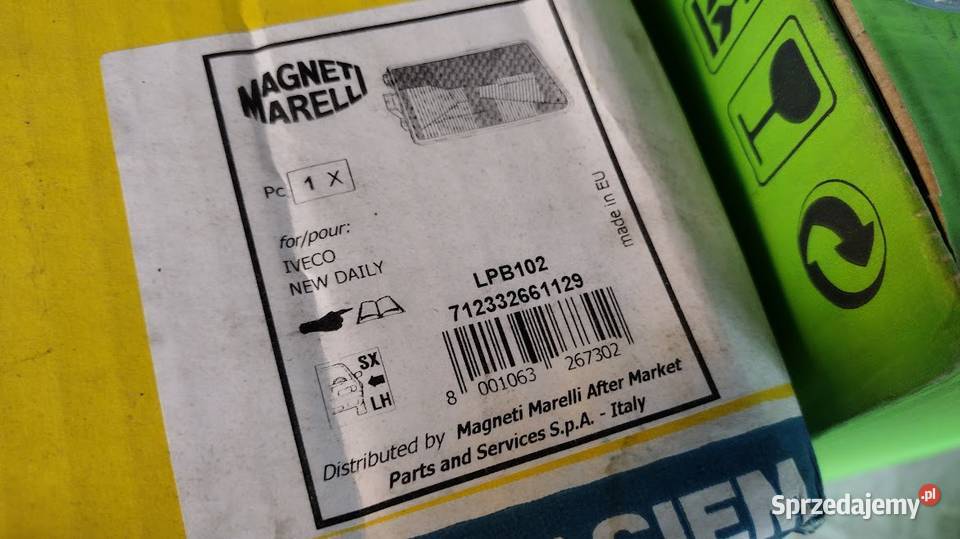 MAGNETI
MARELLI
Pc 1 X
for/pour:
IVECO
NEW DAILY
made in EU
LPB102
712332661129
8 001063 267302
SX
LH
Distributed by Magneti Marelli After Market
Parts and Services S.p.A. - Italy
Sprzedajemy.pl